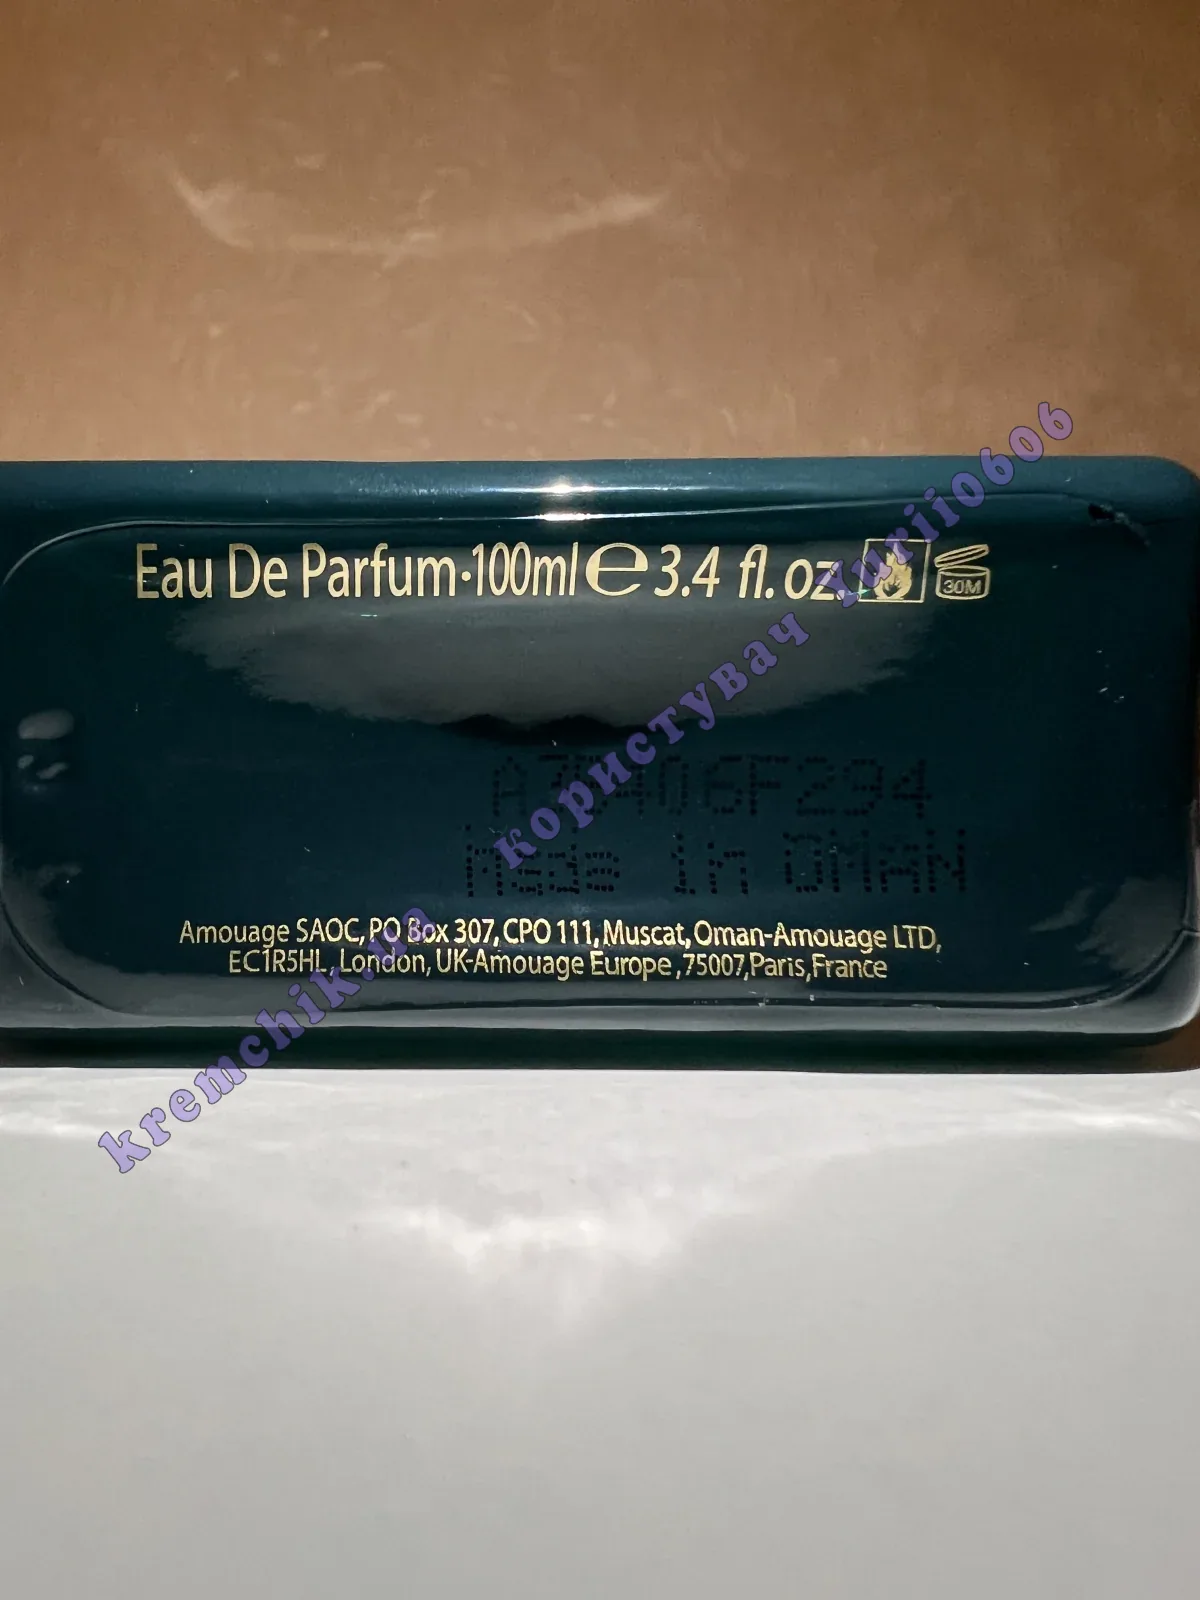 Eau De Parfum·100ml e 3.4 fl. oz.
30M
Made in OMAN
Amouage SAOC, PO Box 307, CPO 111, Muscat, Oman-Amouage LTD,
EC1R5HL, London, UK-Amouage Europe ,75007,Paris,France
kremchik.ua користувач Yurii0606